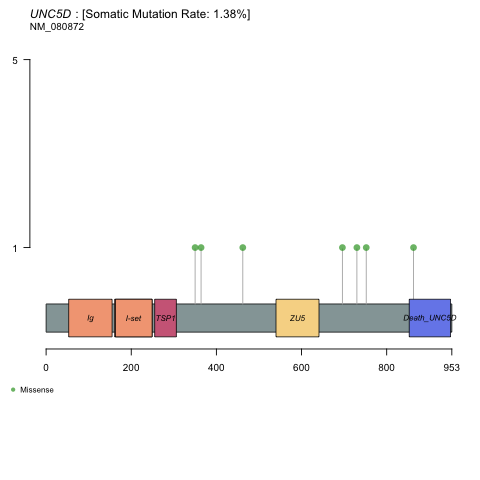 UNC5D : [Somatic Mutation Rate: 1.38%]
NM_080872
5
1
Ig I-set TSP1 ZU5 Death_UNC5D
0 200 400 600 800 953
Missense